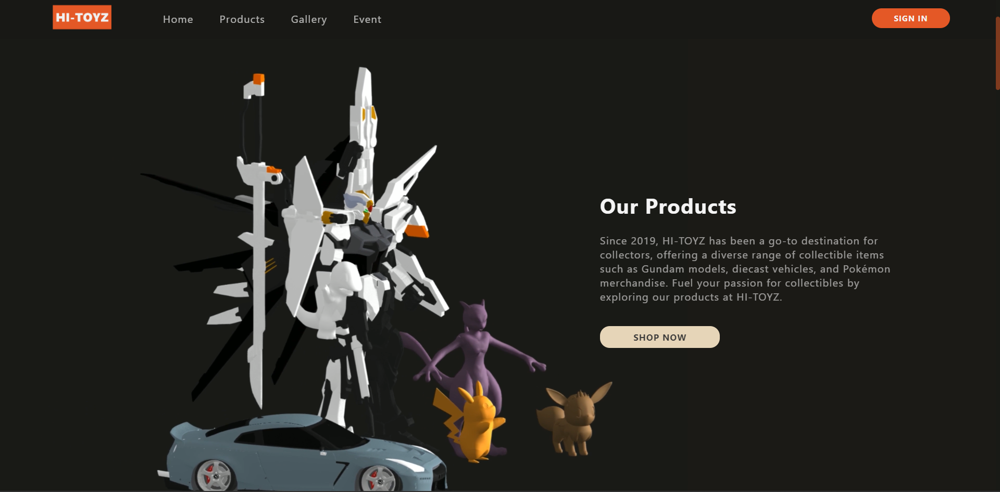 HI-TOYZ
Home Products Gallery Event
SIGN IN
Our Products
Since 2019, HI-TOYZ has been a go-to destination for
collectors, offering a diverse range of collectible items
such as Gundam models, diecast vehicles, and Pokémon
merchandise. Fuel your passion for collectibles by
exploring our products at HI-TOYZ.
SHOP NOW